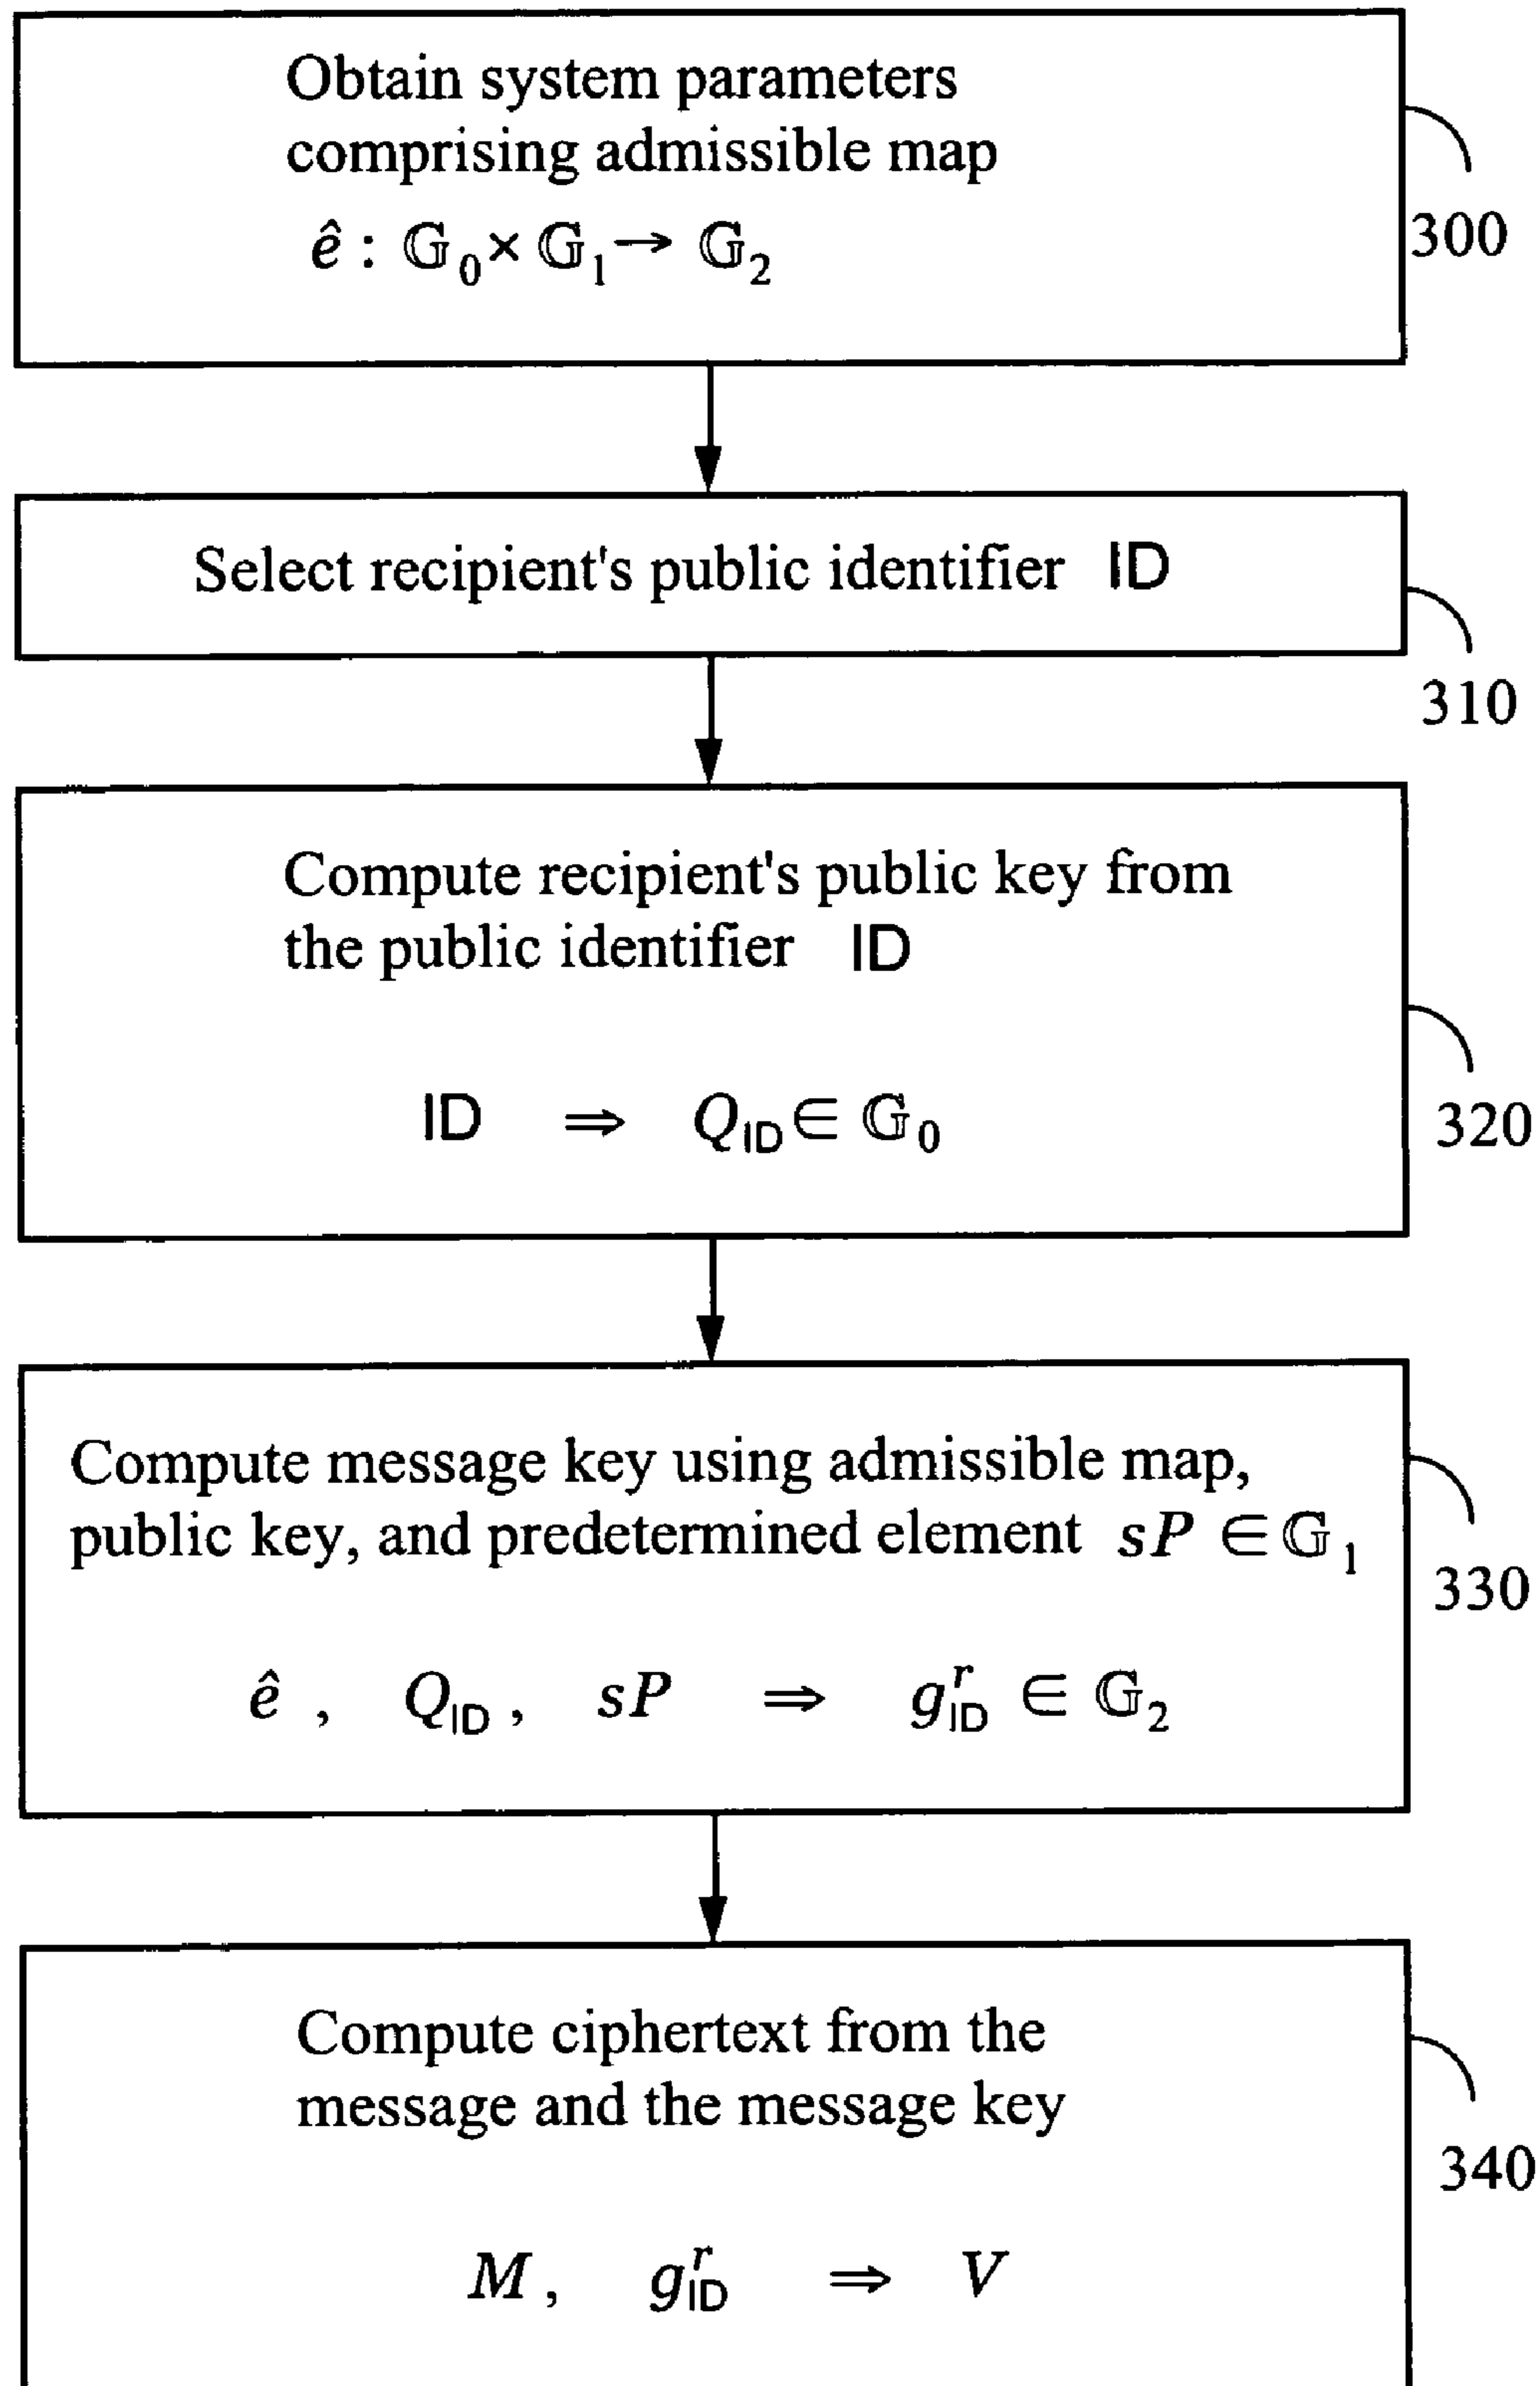 Obtain system parameters
comprising admissible map
ê : 𝔾₀ × 𝔾₁ → 𝔾₂
300
Select recipient's public identifier ID
310
Compute recipient's public key from
the public identifier ID
ID ⇒ Q_ID ∈ 𝔾₀
320
Compute message key using admissible map,
public key, and predetermined element sP ∈ 𝔾₁
ê , Q_ID , sP ⇒ g_ID^r ∈ 𝔾₂
330
Compute ciphertext from the
message and the message key
M , g_ID^r ⇒ V
340